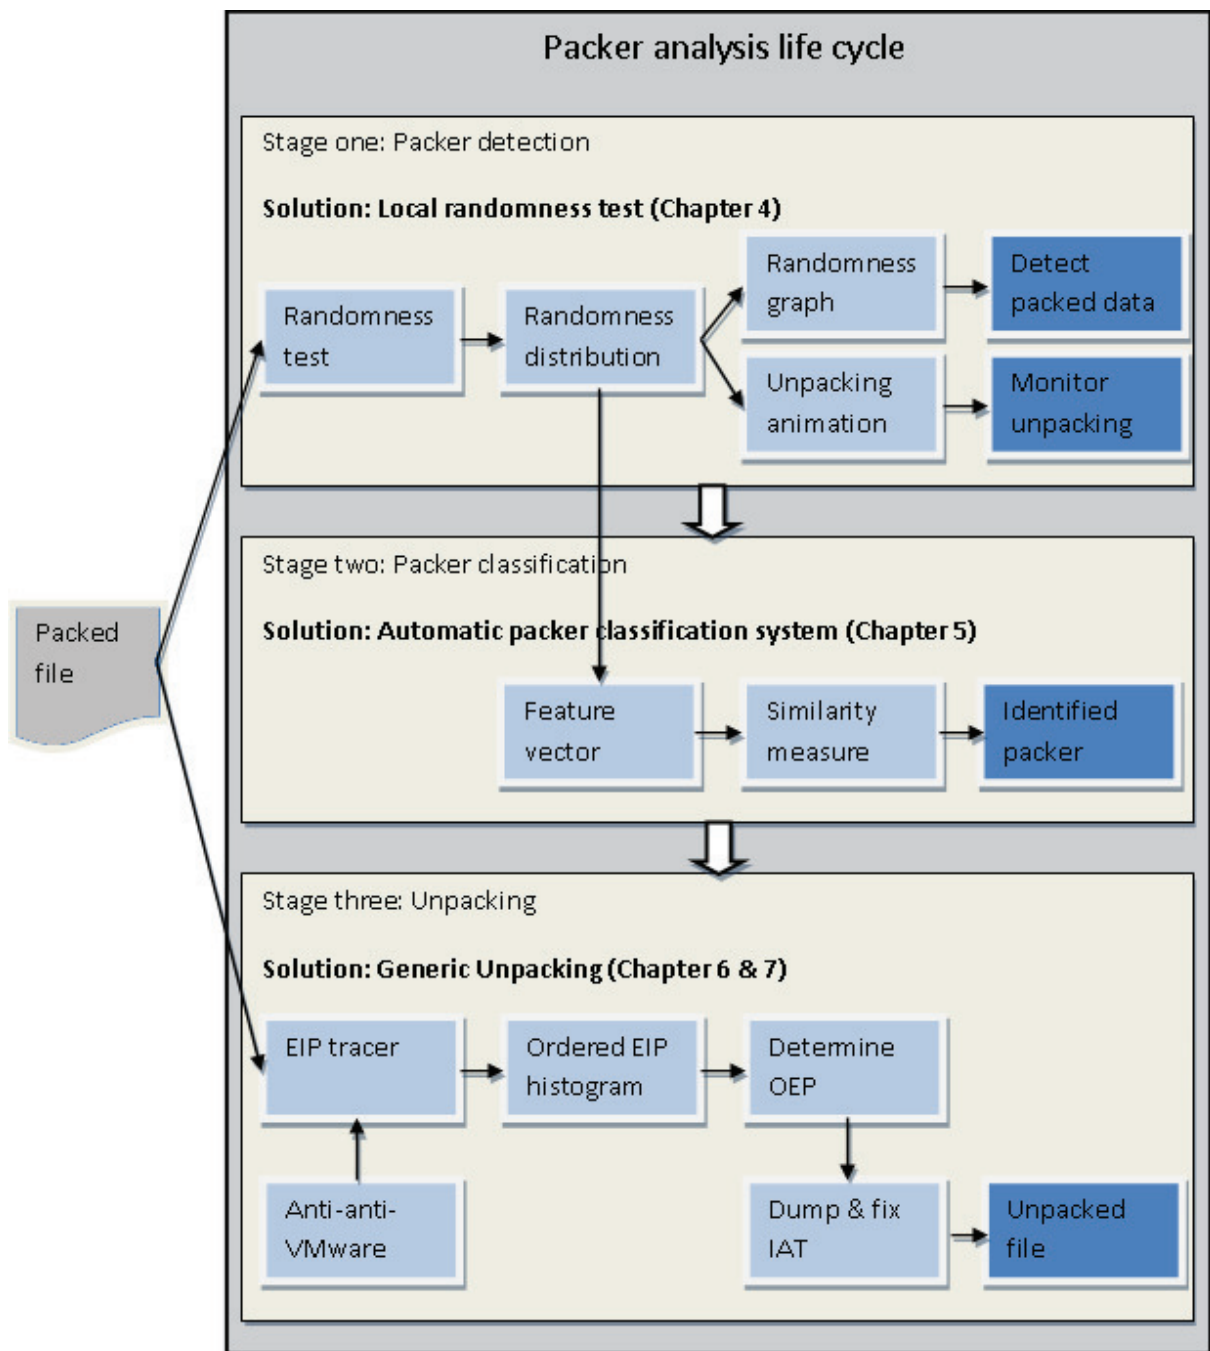 Packer analysis life cycle
Stage one: Packer detection
Solution: Local randomness test (Chapter 4)
Randomness
test
Randomness
distribution
Randomness
graph
Detect
packed data
Unpacking
animation
Monitor
unpacking
Packed
file
Stage two: Packer classification
Solution: Automatic packer classification system (Chapter 5)
Feature
vector
Similarity
measure
Identified
packer
Stage three: Unpacking
Solution: Generic Unpacking (Chapter 6 & 7)
EIP tracer
Ordered EIP
histogram
Determine
OEP
Anti-anti-
VMware
Dump & fix
IAT
Unpacked
file